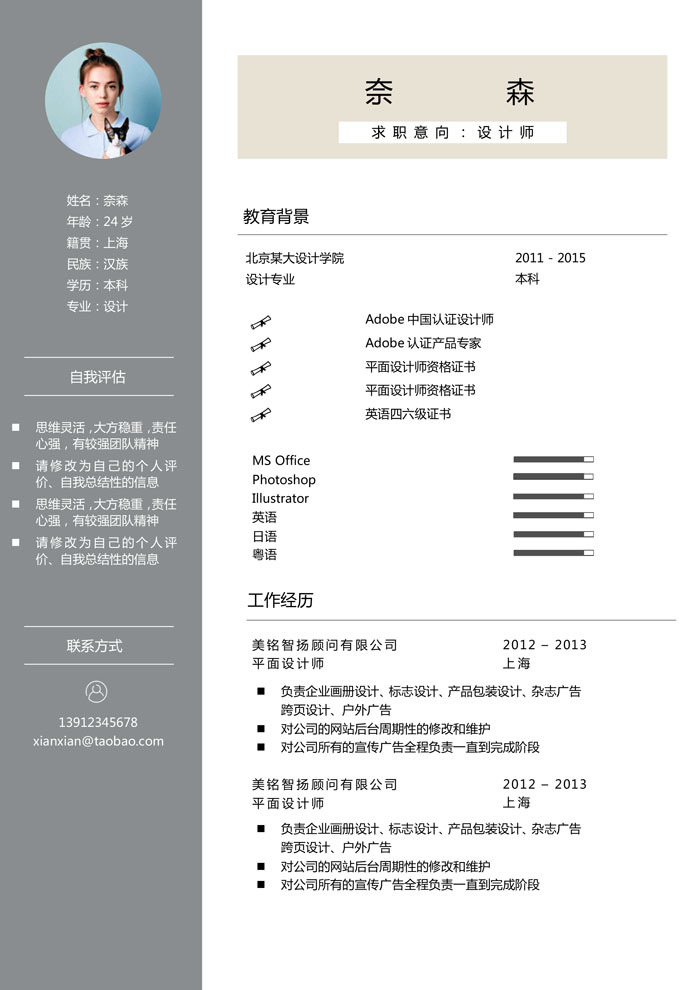 奈 森
求职意向：设计师
姓名：奈森
年龄：24 岁
籍贯：上海
民族：汉族
学历：本科
专业：设计
自我评估
■ 思维灵活，大方稳重，责任
心强，有较强团队精神
■ 请修改为自己的个人评
价、自我总结性的信息
■ 思维灵活，大方稳重，责任
心强，有较强团队精神
■ 请修改为自己的个人评
价、自我总结性的信息
联系方式
13912345678
xianxian@taobao.com
教育背景
北京某大设计学院 2011 - 2015
设计专业 本科
Adobe 中国认证设计师
Adobe 认证产品专家
平面设计师资格证书
平面设计师资格证书
英语四六级证书
MS Office
Photoshop
Illustrator
英语
日语
粤语
工作经历
美铭智扬顾问有限公司 2012 – 2013
平面设计师 上海
■ 负责企业画册设计、标志设计、产品包装设计、杂志广告
跨页设计、户外广告
■ 对公司的网站后台周期性的修改和维护
■ 对公司所有的宣传广告全程负责一直到完成阶段
美铭智扬顾问有限公司 2012 – 2013
平面设计师 上海
■ 负责企业画册设计、标志设计、产品包装设计、杂志广告
跨页设计、户外广告
■ 对公司的网站后台周期性的修改和维护
■ 对公司所有的宣传广告全程负责一直到完成阶段